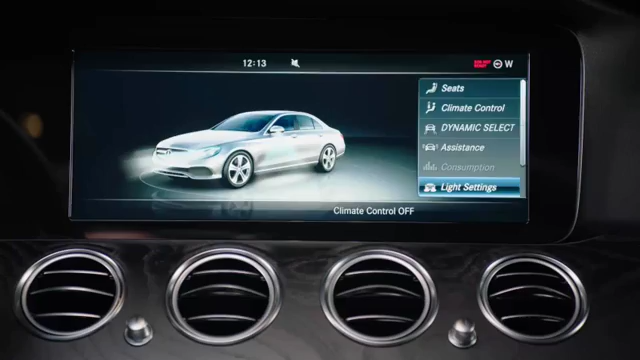 12:13
W
Seats
Climate Control
DYNAMIC SELECT
Assistance
Consumption
Light Settings
Climate Control OFF